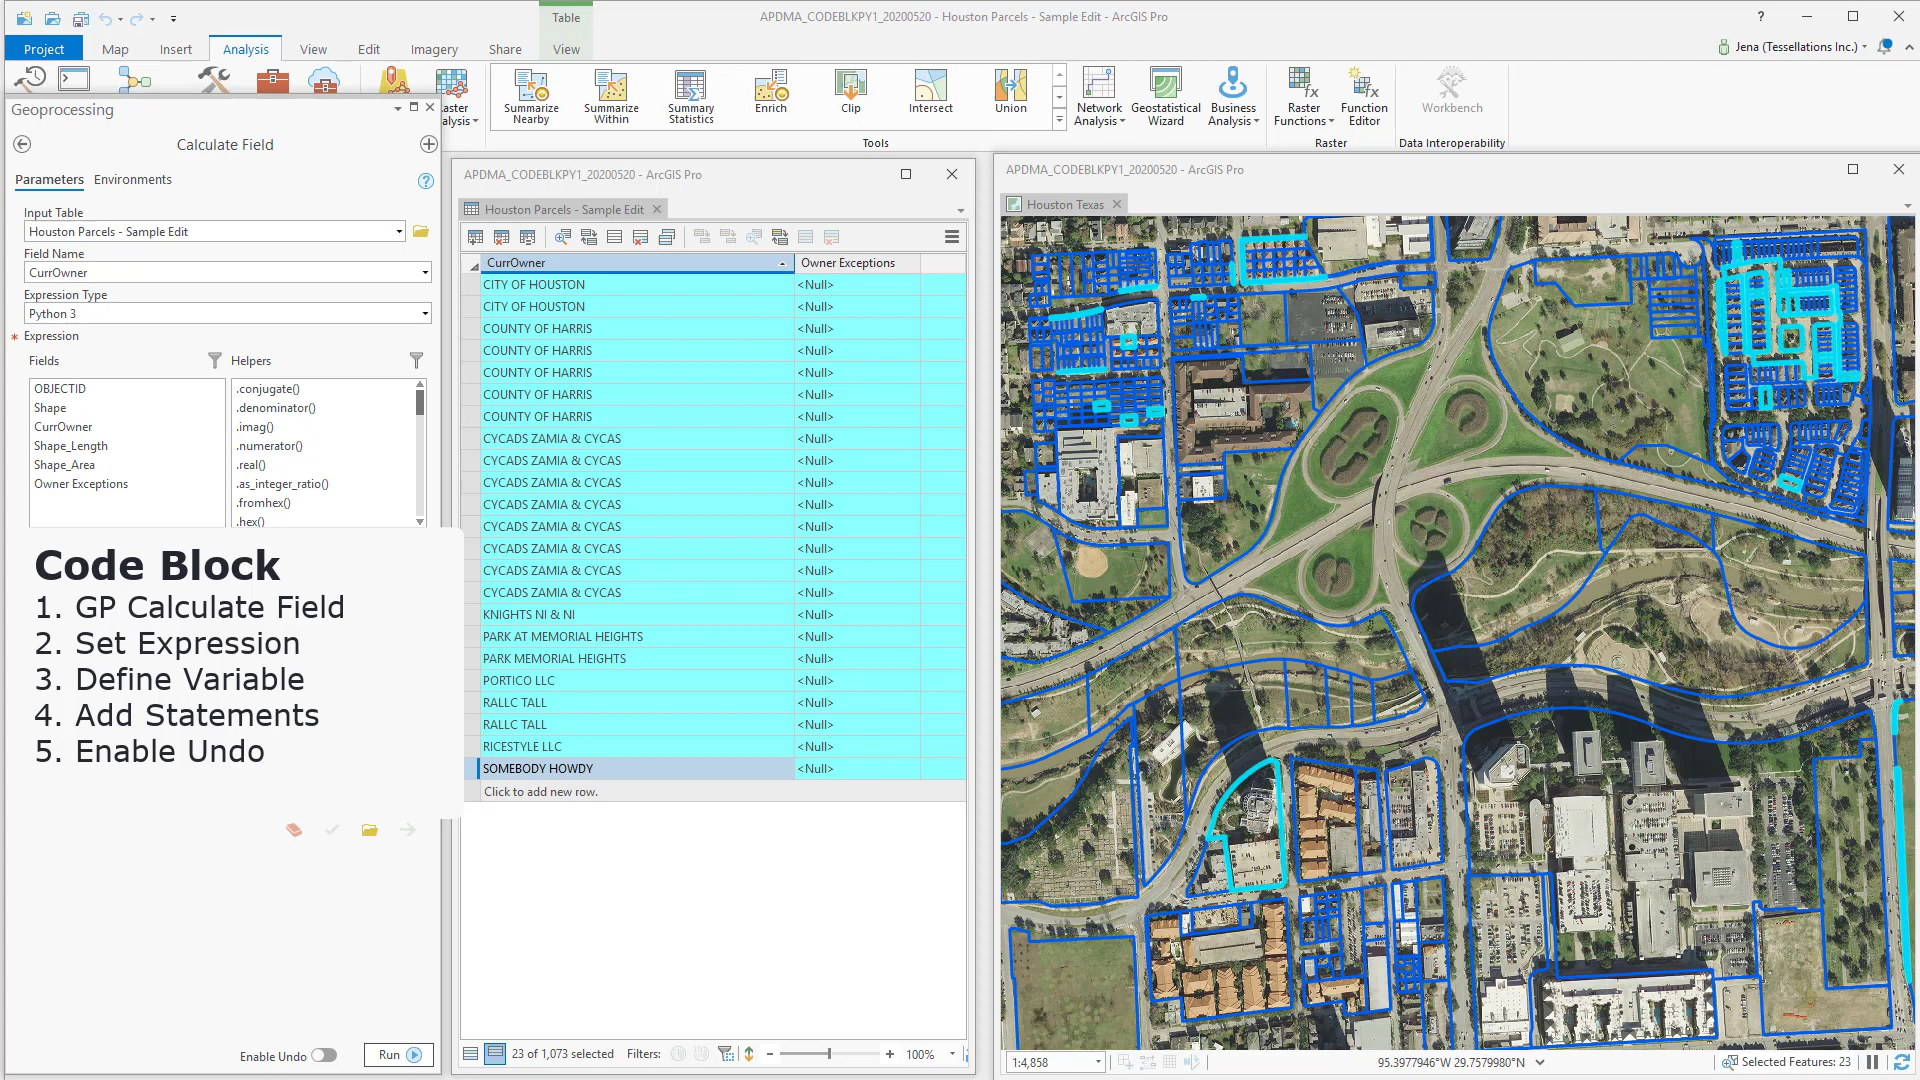 Table
APDMA_CODEBLKPY1_20200520 - Houston Parcels - Sample Edit - ArcGIS Pro
?
Project
Map
Insert
Analysis
View
Edit
Imagery
Share
View
Jena (Tessellations Inc.)
aster
alysis
Summarize
Nearby
Summarize
Within
Summary
Statistics
Enrich
Clip
Intersect
Union
Network
Analysis
Geostatistical
Wizard
Business
Analysis
Raster
Functions
Function
Editor
Workbench
Tools
Raster
Data Interoperability
Geoprocessing
Calculate Field
Parameters
Environments
Input Table
Houston Parcels - Sample Edit
Field Name
CurrOwner
Expression Type
Python 3
* Expression
Fields
Helpers
OBJECTID
Shape
CurrOwner
Shape_Length
Shape_Area
Owner Exceptions
.conjugate()
.denominator()
.imag()
.numerator()
.real()
.as_integer_ratio()
.fromhex()
.hex()
Code Block
1. GP Calculate Field
2. Set Expression
3. Define Variable
4. Add Statements
5. Enable Undo
Enable Undo
Run
APDMA_CODEBLKPY1_20200520 - ArcGIS Pro
Houston Parcels - Sample Edit
CurrOwner Owner Exceptions
CITY OF HOUSTON <Null>
CITY OF HOUSTON <Null>
COUNTY OF HARRIS <Null>
COUNTY OF HARRIS <Null>
COUNTY OF HARRIS <Null>
COUNTY OF HARRIS <Null>
COUNTY OF HARRIS <Null>
CYCADS ZAMIA & CYCAS <Null>
CYCADS ZAMIA & CYCAS <Null>
CYCADS ZAMIA & CYCAS <Null>
CYCADS ZAMIA & CYCAS <Null>
CYCADS ZAMIA & CYCAS <Null>
CYCADS ZAMIA & CYCAS <Null>
CYCADS ZAMIA & CYCAS <Null>
CYCADS ZAMIA & CYCAS <Null>
KNIGHTS NI & NI <Null>
PARK AT MEMORIAL HEIGHTS <Null>
PARK MEMORIAL HEIGHTS <Null>
PORTICO LLC <Null>
RALLC TALL <Null>
RALLC TALL <Null>
RICESTYLE LLC <Null>
SOMEBODY HOWDY <Null>
Click to add new row.
23 of 1,073 selected
Filters:
100%
APDMA_CODEBLKPY1_20200520 - ArcGIS Pro
Houston Texas
1:4,858
95.3977946°W 29.7579980°N
Selected Features: 23